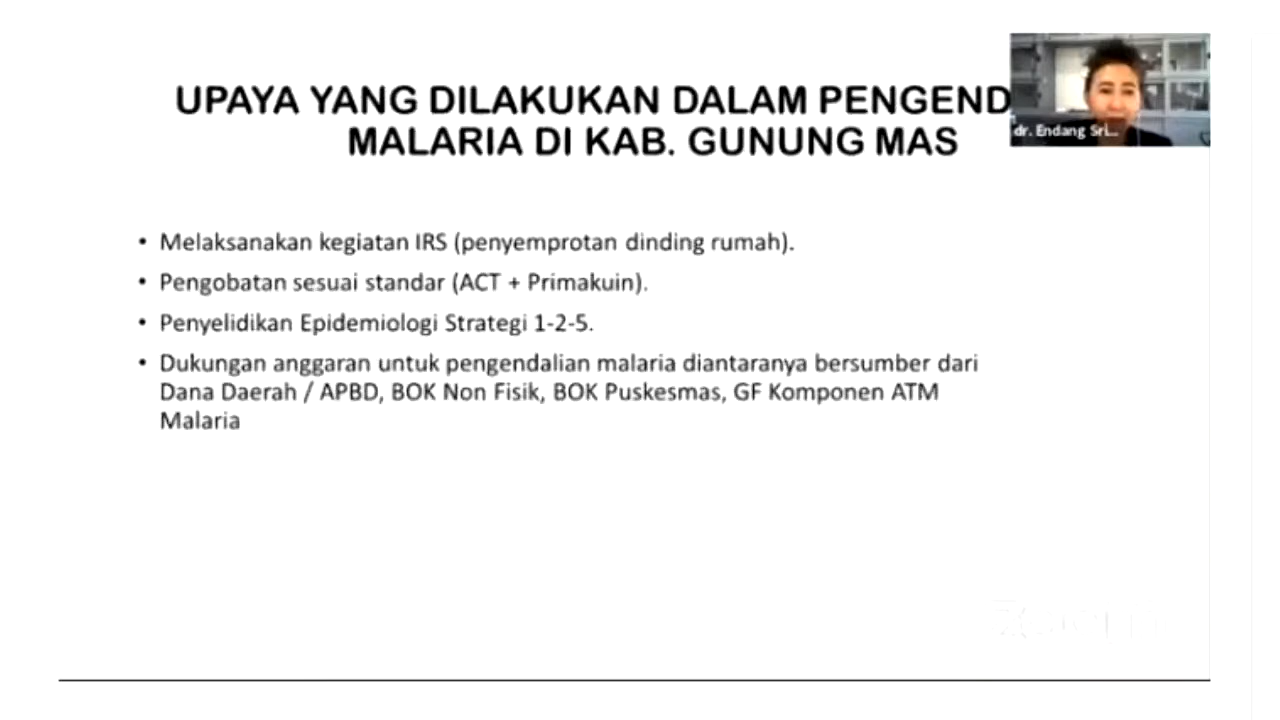 UPAYA YANG DILAKUKAN DALAM PENGEND
MALARIA DI KAB. GUNUNG MAS
dr. Endang Sri...
• Melaksanakan kegiatan IRS (penyemprotan dinding rumah).
• Pengobatan sesuai standar (ACT + Primakuin).
• Penyelidikan Epidemiologi Strategi 1-2-5.
• Dukungan anggaran untuk pengendalian malaria diantaranya bersumber dari
Dana Daerah / APBD, BOK Non Fisik, BOK Puskesmas, GF Komponen ATM
Malaria